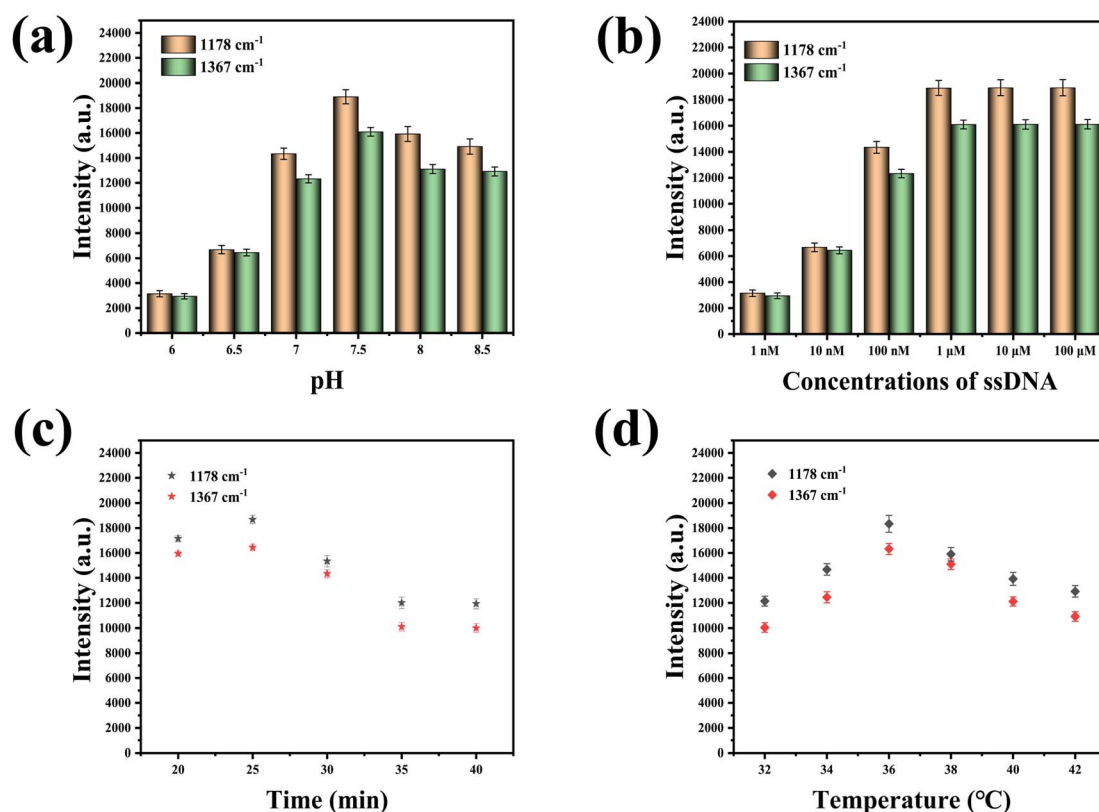 (a)
24000
22000
20000
18000
16000
14000
12000
10000
8000
6000
4000
2000
0
Intensity (a.u.)
1178 cm⁻¹
1367 cm⁻¹
6 6.5 7 7.5 8 8.5
pH
(b)
24000
22000
20000
18000
16000
14000
12000
10000
8000
6000
4000
2000
0
Intensity (a.u.)
1178 cm⁻¹
1367 cm⁻¹
1 nM 10 nM 100 nM 1 μM 10 μM 100 μM
Concentrations of ssDNA
(c)
24000
22000
20000
18000
16000
14000
12000
10000
8000
6000
4000
2000
0
Intensity (a.u.)
1178 cm⁻¹
1367 cm⁻¹
20 25 30 35 40
Time (min)
(d)
24000
22000
20000
18000
16000
14000
12000
10000
8000
6000
4000
2000
0
Intensity (a.u.)
1178 cm⁻¹
1367 cm⁻¹
32 34 36 38 40 42
Temperature (℃)